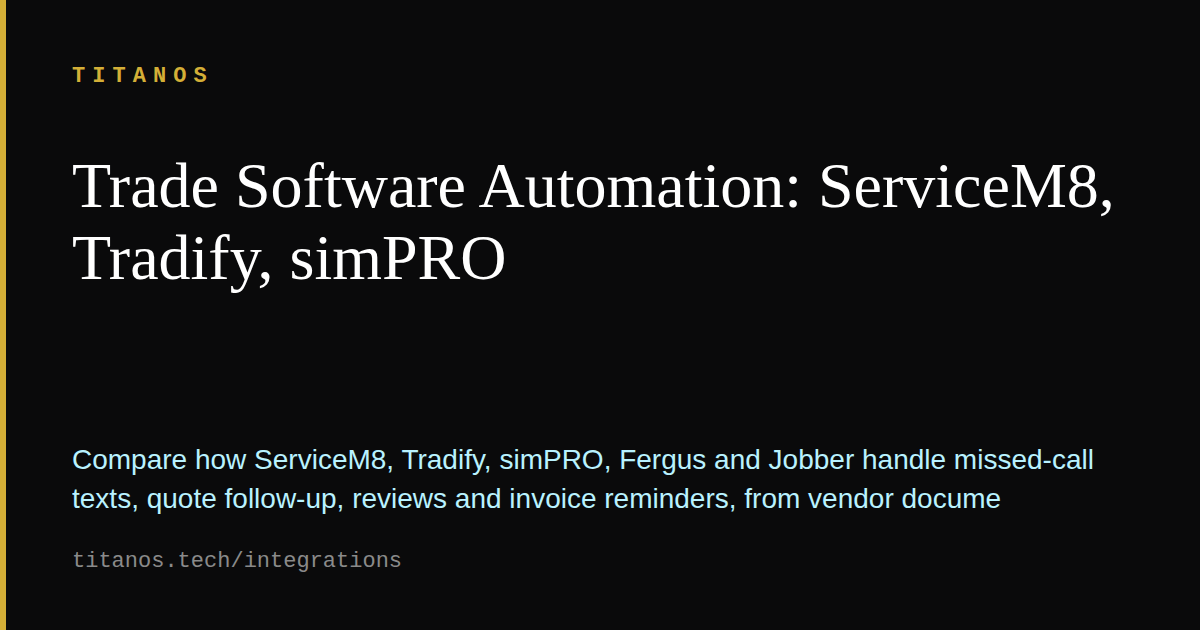 TITANOS
Trade Software Automation: ServiceM8,
Tradify, simPRO
Compare how ServiceM8, Tradify, simPRO, Fergus and Jobber handle missed-call
texts, quote follow-up, reviews and invoice reminders, from vendor docume
titanos.tech/integrations